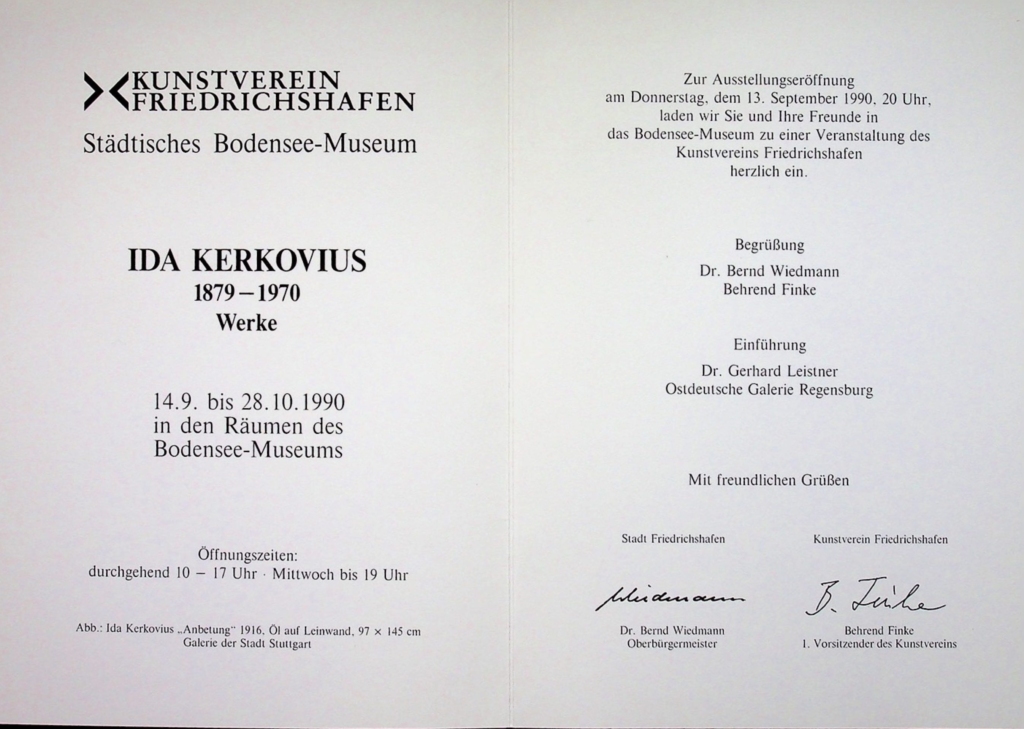 KUNSTVEREIN
FRIEDRICHSHAFEN
Städtisches Bodensee-Museum
IDA KERKOVIUS
1879 – 1970
Werke
14.9. bis 28.10.1990
in den Räumen des
Bodensee-Museums
Öffnungszeiten:
durchgehend 10 – 17 Uhr · Mittwoch bis 19 Uhr
Abb.: Ida Kerkovius „Anbetung“ 1916, Öl auf Leinwand, 97 × 145 cm
Galerie der Stadt Stuttgart
Zur Ausstellungseröffnung
am Donnerstag, dem 13. September 1990, 20 Uhr,
laden wir Sie und Ihre Freunde in
das Bodensee-Museum zu einer Veranstaltung des
Kunstvereins Friedrichshafen
herzlich ein.
Begrüßung
Dr. Bernd Wiedmann
Behrend Finke
Einführung
Dr. Gerhard Leistner
Ostdeutsche Galerie Regensburg
Mit freundlichen Grüßen
Stadt Friedrichshafen Kunstverein Friedrichshafen
Wiedmann B. Finke
Dr. Bernd Wiedmann Behrend Finke
Oberbürgermeister 1. Vorsitzender des Kunstvereins